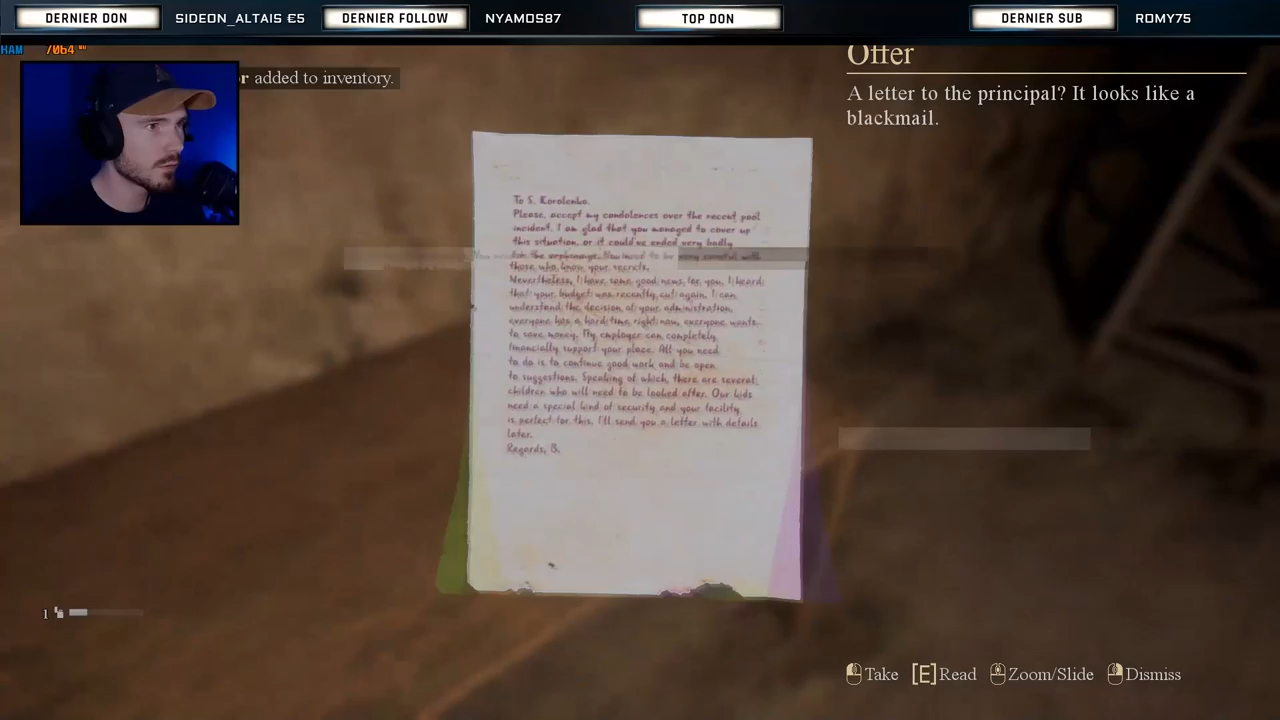 DERNIER DON
SIDEON_ALTAIS €5
DERNIER FOLLOW
NYAMOS87
TOP DON
DERNIER SUB
ROMY75
RAM 7064 MB
or added to inventory.
Offer
A letter to the principal? It looks like a
blackmail.
To S. Koralenko.
Please, accept my condolences over the recent pool
incident. I am glad that you managed to cover up
this situation, or it could've ended very badly
for the orphanage. You need to be very careful with
those who know your secrets.
Nevertheless, I have some good news for you. I heard
that your budget was recently cut again. I can
understand the decision of your administration,
everyone has a hard time right now, everyone wants
to save money. My employer can completely
financially support your place. All you need
to do is to continue good work and be open
to suggestions. Speaking of which, there are several
children who will need to be looked after. Our kids
need a special kind of security and your facility
is perfect for this. I'll send you a letter with details
later.
Regards, B.
1
Take
[E] Read
Zoom/Slide
Dismiss